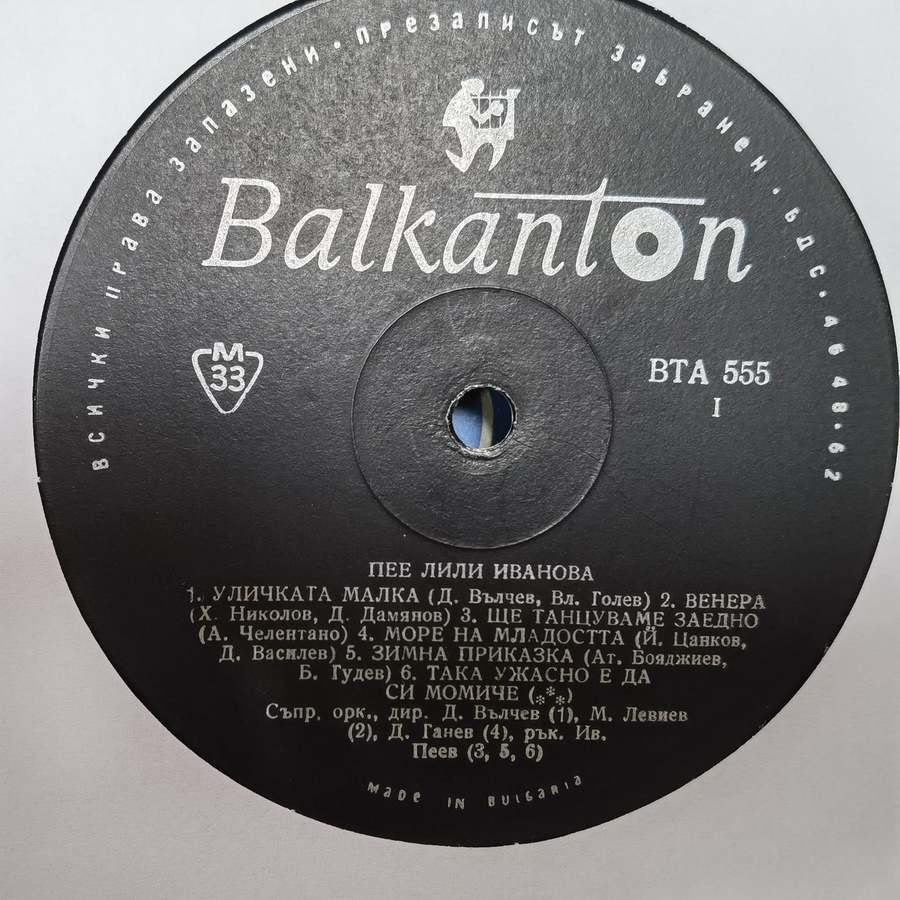 ВСИЧКИ ПРАВА ЗАПАЗЕНИ · ПРЕЗАПИСЪТ ЗАБРАНЕН · БДС · 4648·62
Balkanton
М
33
ВТА 555
I
ПЕЕ ЛИЛИ ИВАНОВА
1. УЛИЧКАТА МАЛКА (Д. Вълчев, Вл. Голев) 2. ВЕНЕРА
(Х. Николов, Д. Дамянов) 3. ЩЕ ТАНЦУВАМЕ ЗАЕДНО
(А. Челентано) 4. МОРЕ НА МЛАДОСТТА (Й. Цанков,
Д. Василев) 5. ЗИМНА ПРИКАЗКА (Ат. Бояджиев,
Б. Гудев) 6. ТАКА УЖАСНО Е ДА
СИ МОМИЧЕ (***)
Съпр. орк., дир. Д. Вълчев (1), М. Левиев
(2), Д. Ганев (4), рък. Ив.
Пеев (3, 5, 6)
MADE IN BULGARIA